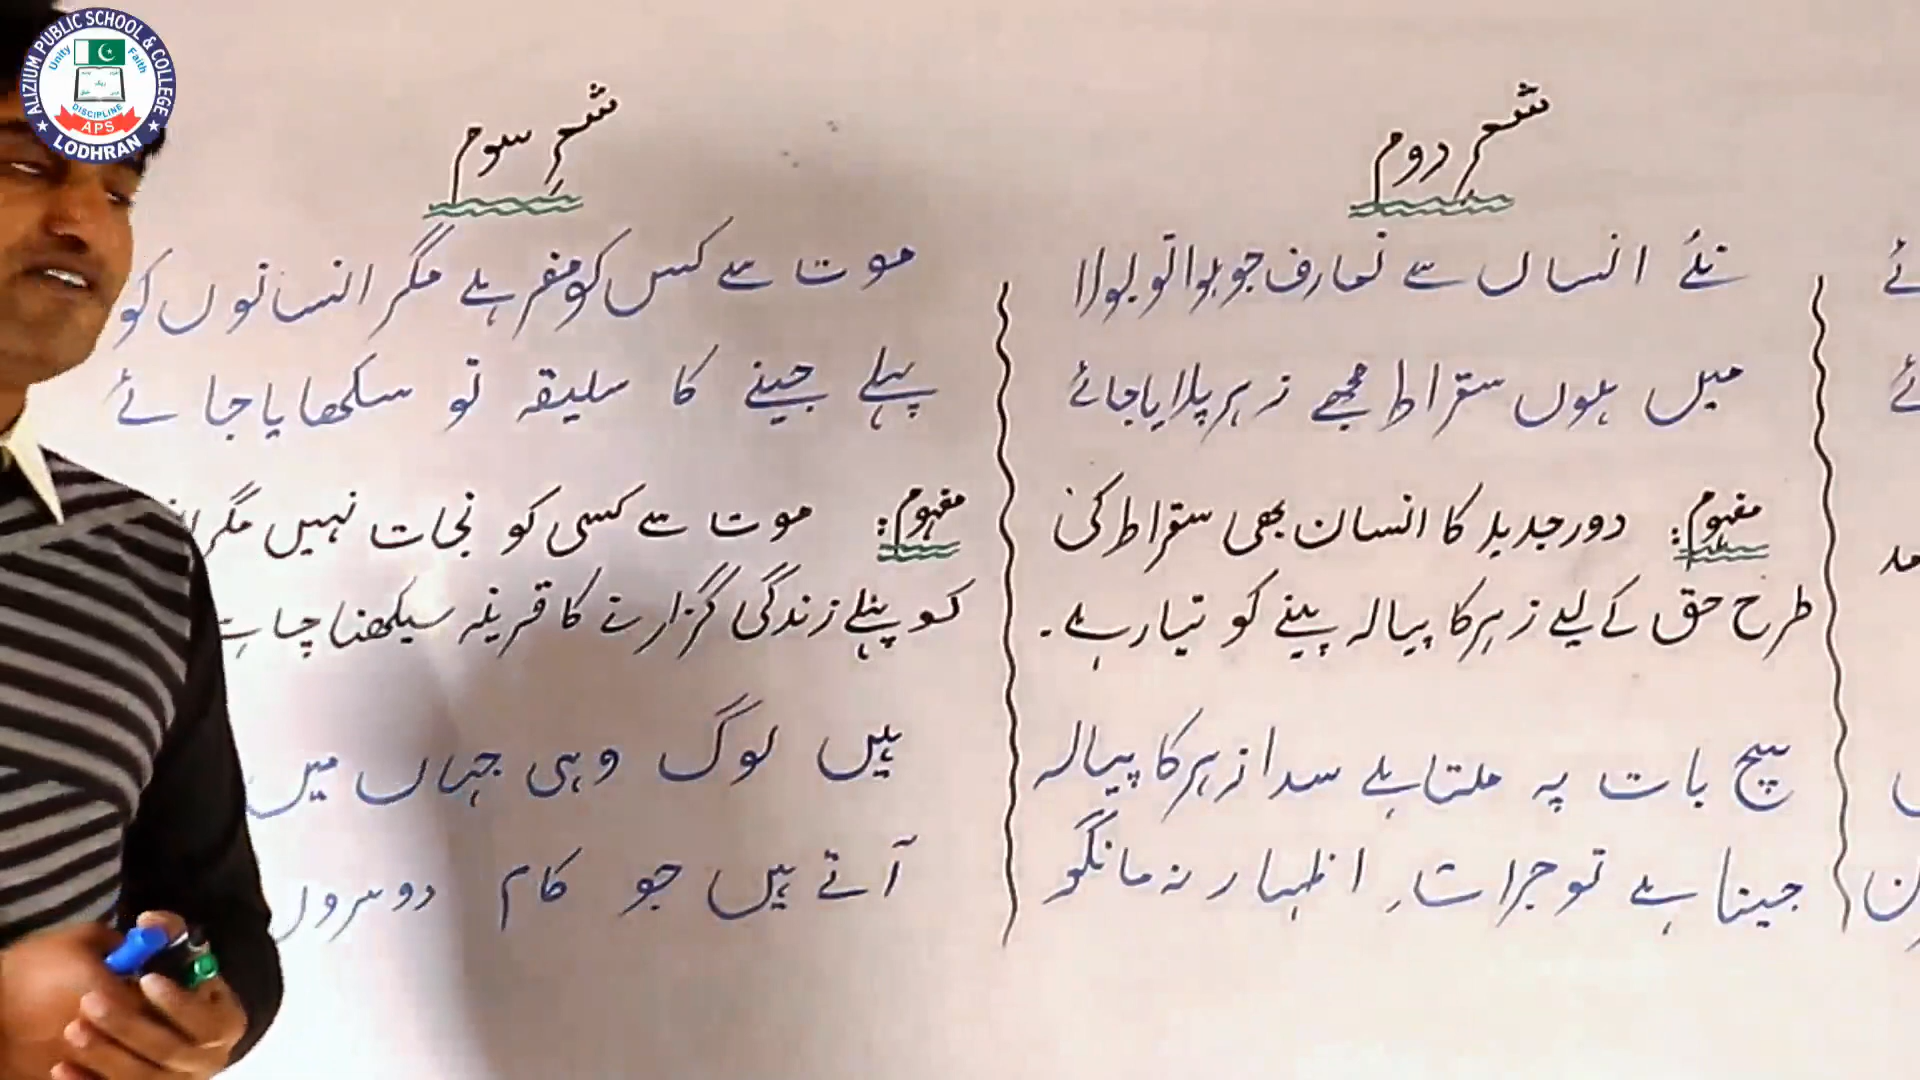 ALIZIUM PUBLIC SCHOOL & COLLEGE
Unity
Faith
DISCIPLINE
APS
LODHRAN
شعرِ دوم
نئے انساں سے تعارف جو ہوا تو بولا
میں ہوں سقراط مجھے زہر پلایا جائے
مفہوم: دور جدید کا انسان بھی سقراط کی
طرح حق کے لیے زہر کا پیالہ پینے کو تیار ہے۔
سچ بات پہ ملتا ہے سدا زہر کا پیالہ
جینا ہے تو جراتِ اظہار نہ مانگو
شعرِ سوم
موت سے کس کو مفر ہے مگر انسانوں کو
پہلے جینے کا سلیقہ تو سکھایا جائے
مفہوم: موت سے کسی کو نجات نہیں مگر
کو پہلے زندگی گزارنے کا قرینہ سیکھنا چاہیے
ہیں لوگ وہی جہاں میں
آتے ہیں جو کام دوسروں